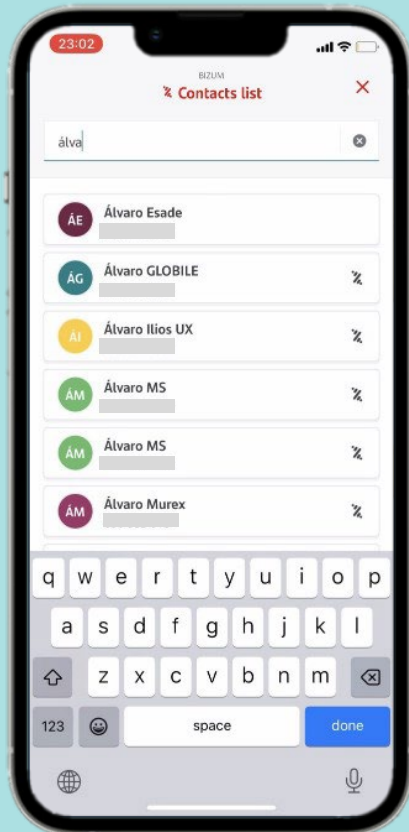 23:02
BIZUM
Contacts list
álva
ÁE Álvaro Esade
ÁG Álvaro GLOBILE
ÁI Álvaro Ilios UX
ÁM Álvaro MS
ÁM Álvaro MS
ÁM Álvaro Murex
q w e r t y u i o p
a s d f g h j k l
z x c v b n m
123 space done